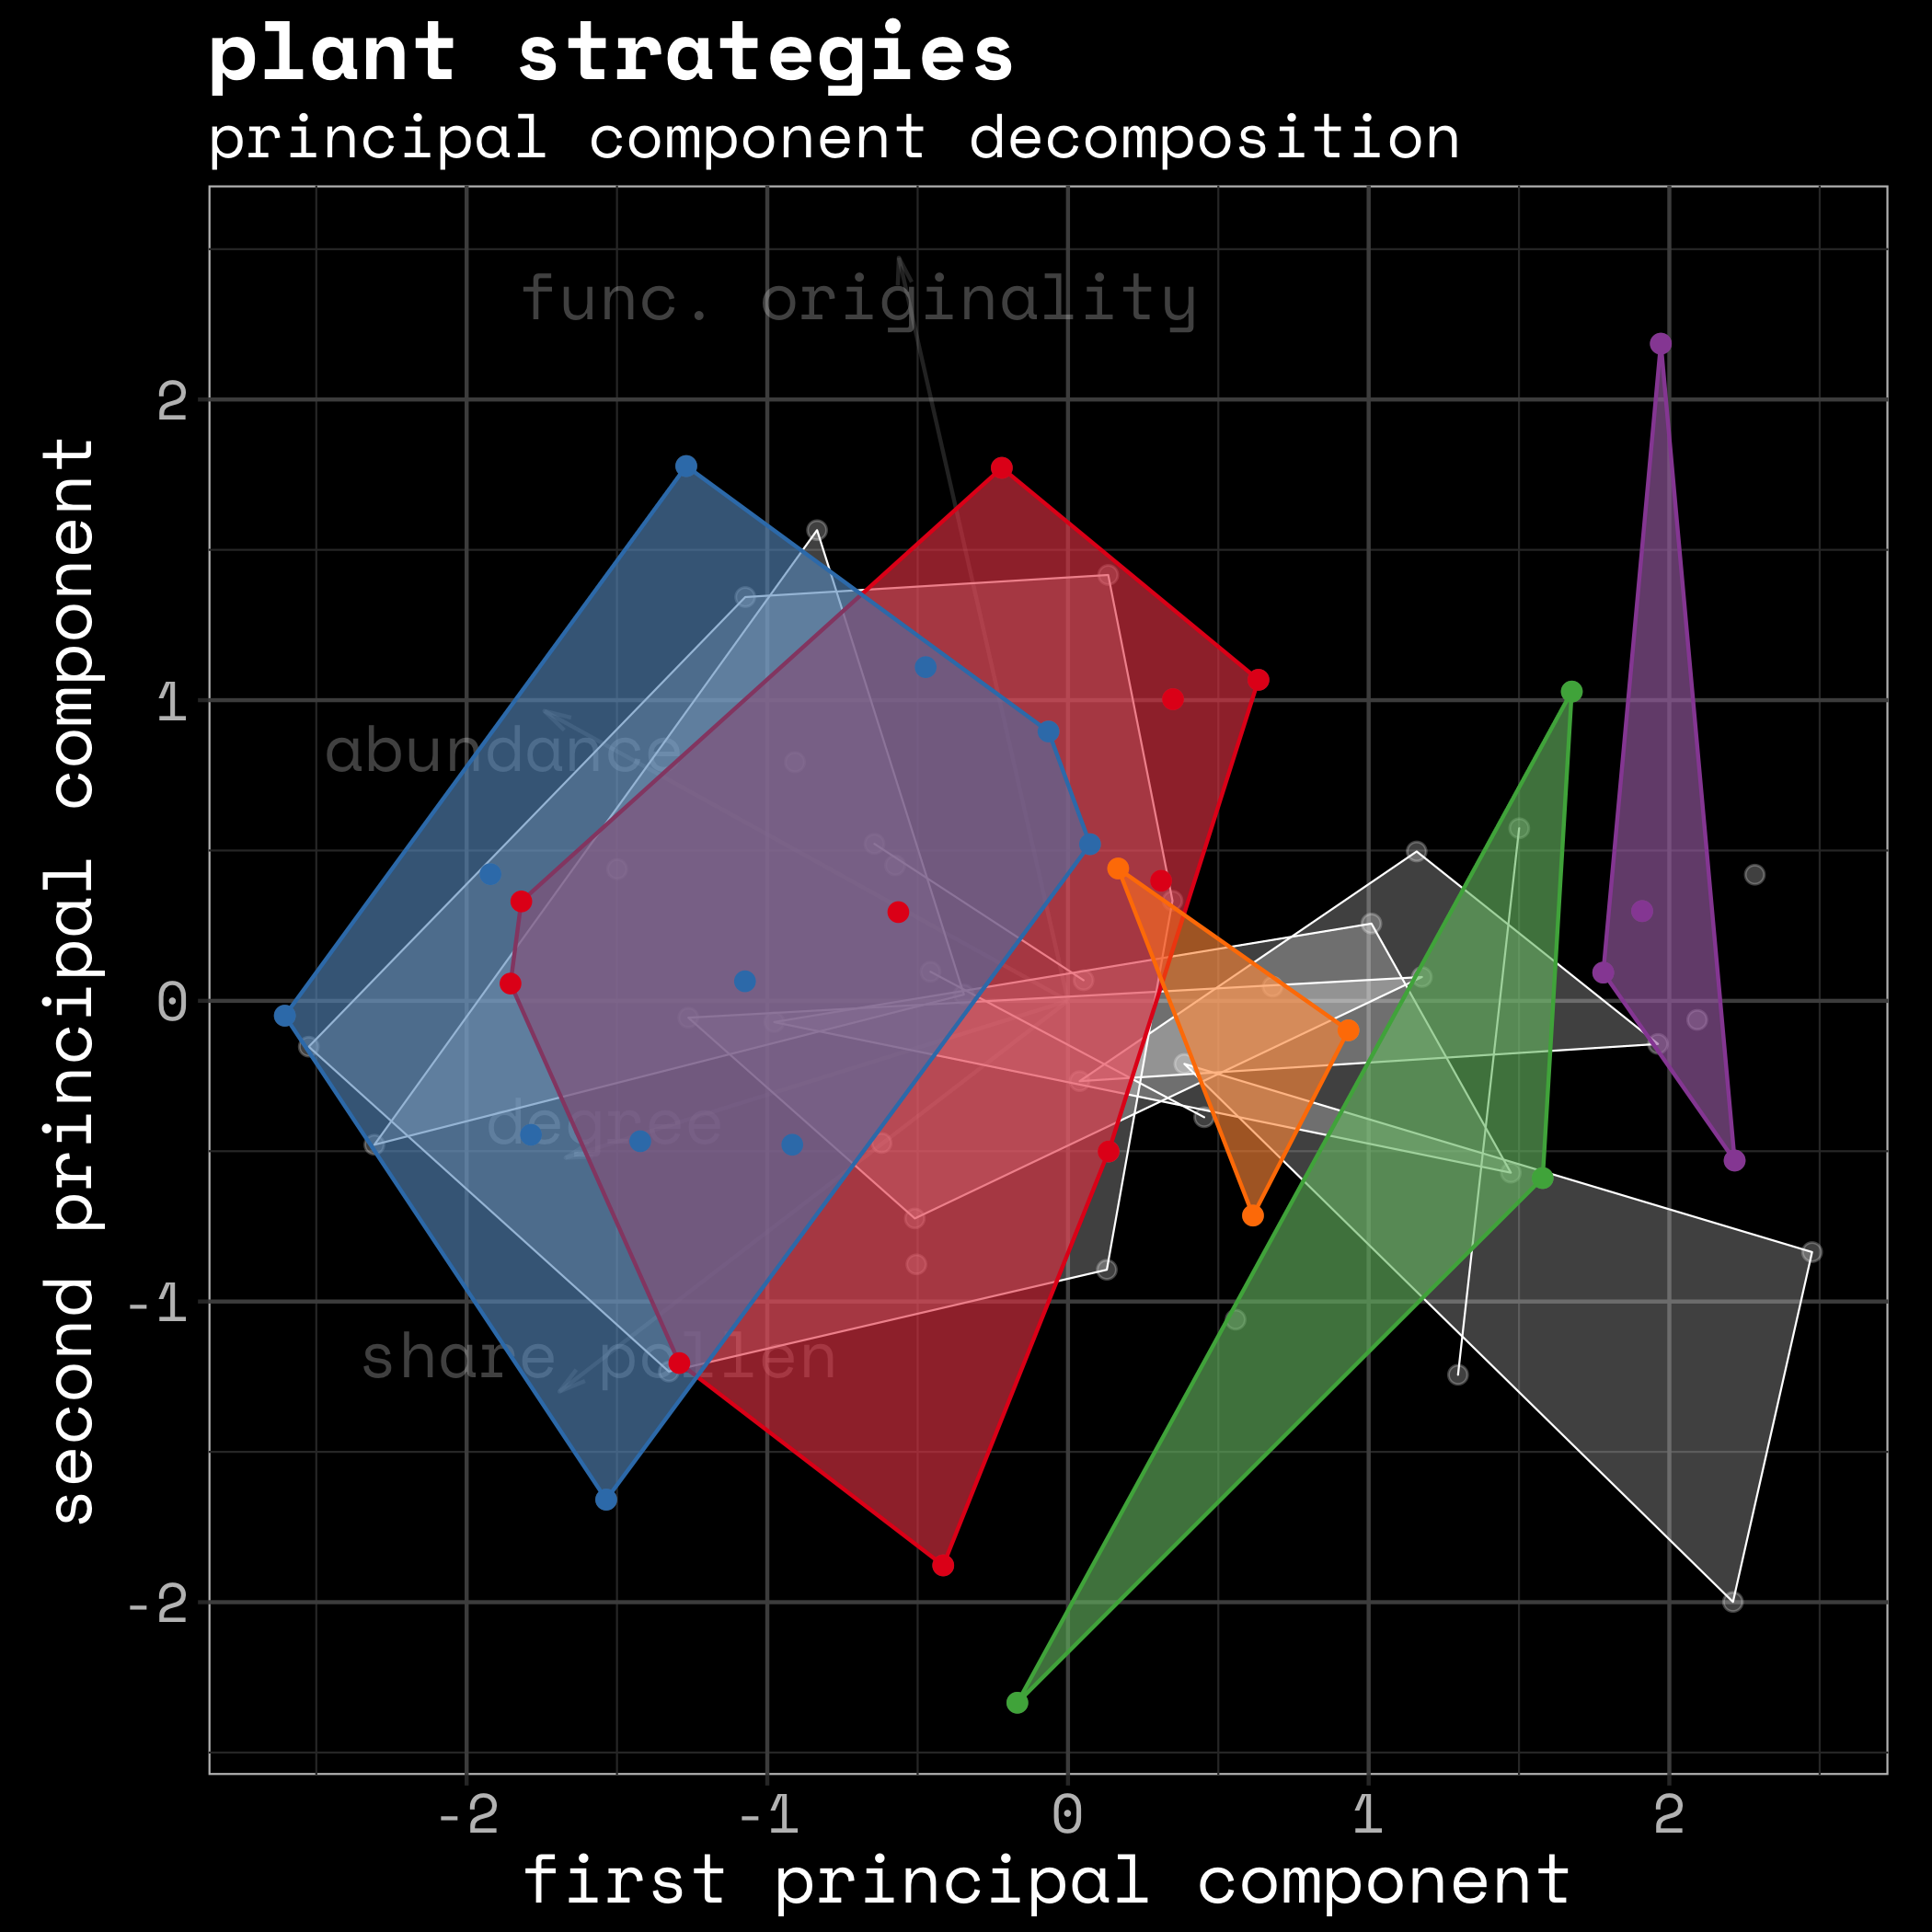 plant strategies
principal component decomposition
second principal component
2
1
0
-1
-2
func. originality
abundance
degree
share pollen
-2 -1 0 1 2
first principal component